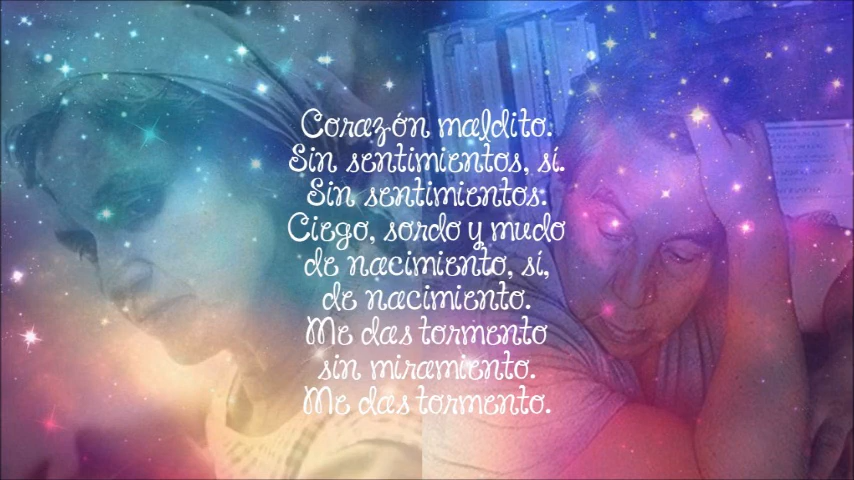 Corazón maldito.
Sin sentimientos, sí.
Sin sentimientos.
Ciego, sordo y mudo
de nacimiento, sí,
de nacimiento.
Me das tormento
sin miramiento.
Me das tormento.